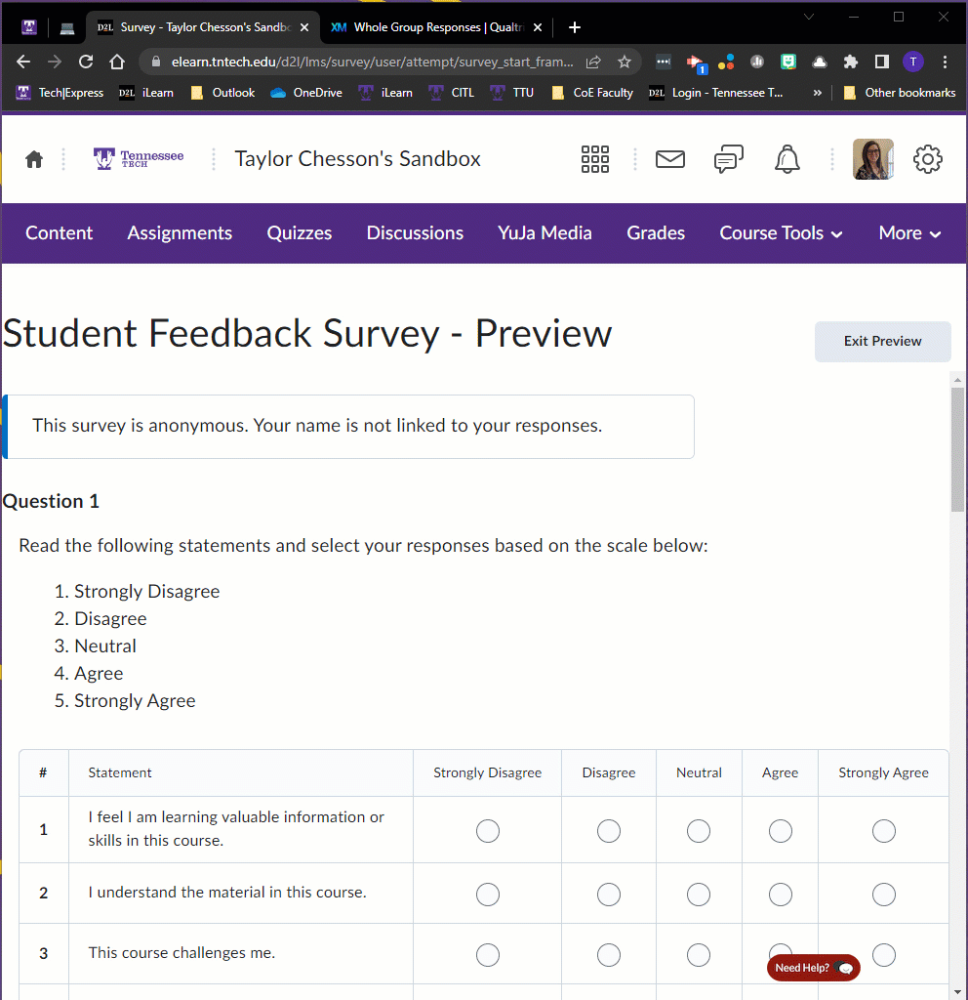 D2L Survey - Taylor Chesson's Sandbo
XM Whole Group Responses | Qualtri
elearn.tntech.edu/d2l/lms/survey/user/attempt/survey_start_fram...
1
T
Tech|Express D2L iLearn Outlook OneDrive iLearn CITL TTU CoE Faculty D2L Login - Tennessee T... » Other bookmarks
Tennessee
TECH
Taylor Chesson's Sandbox
Content Assignments Quizzes Discussions YuJa Media Grades Course Tools More
Student Feedback Survey - Preview
Exit Preview
This survey is anonymous. Your name is not linked to your responses.
Question 1
Read the following statements and select your responses based on the scale below:
1. Strongly Disagree
2. Disagree
3. Neutral
4. Agree
5. Strongly Agree
# Statement Strongly Disagree Disagree Neutral Agree Strongly Agree
1 I feel I am learning valuable information or
skills in this course.
2 I understand the material in this course.
3 This course challenges me.
Need Help?